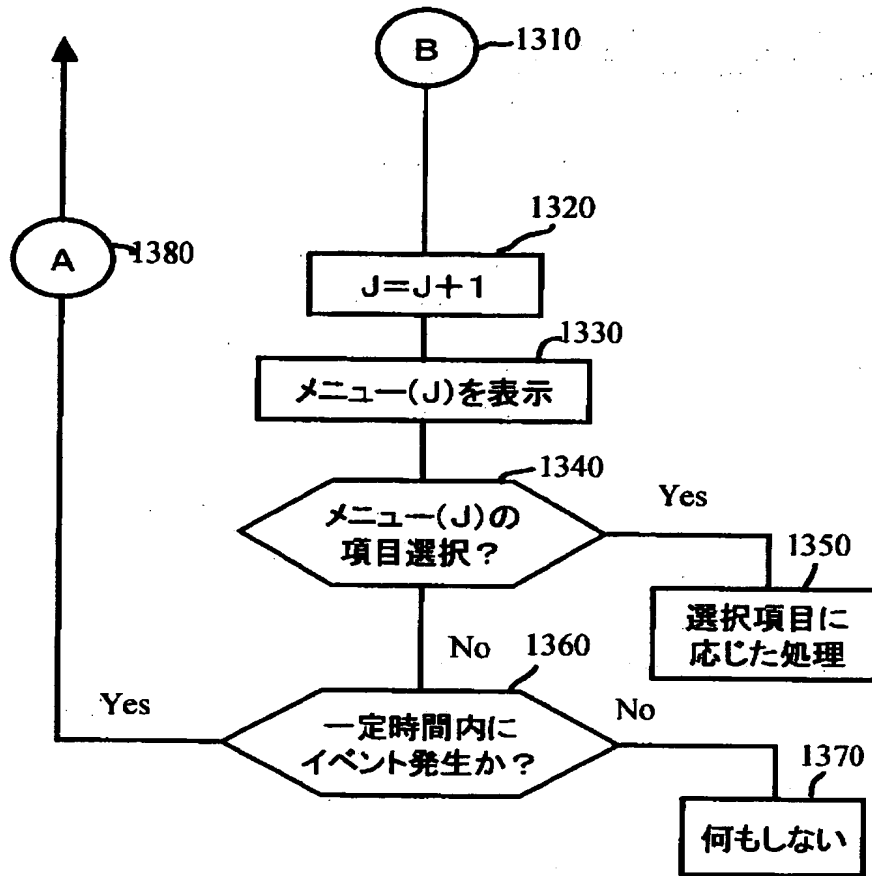 B
1310
A
1380
1320
J=J+1
1330
メニュー(J)を表示
1340
メニュー(J)の
項目選択?
Yes
1350
選択項目に
応じた処理
No
1360
Yes
一定時間内に
イベント発生か?
No
1370
何もしない